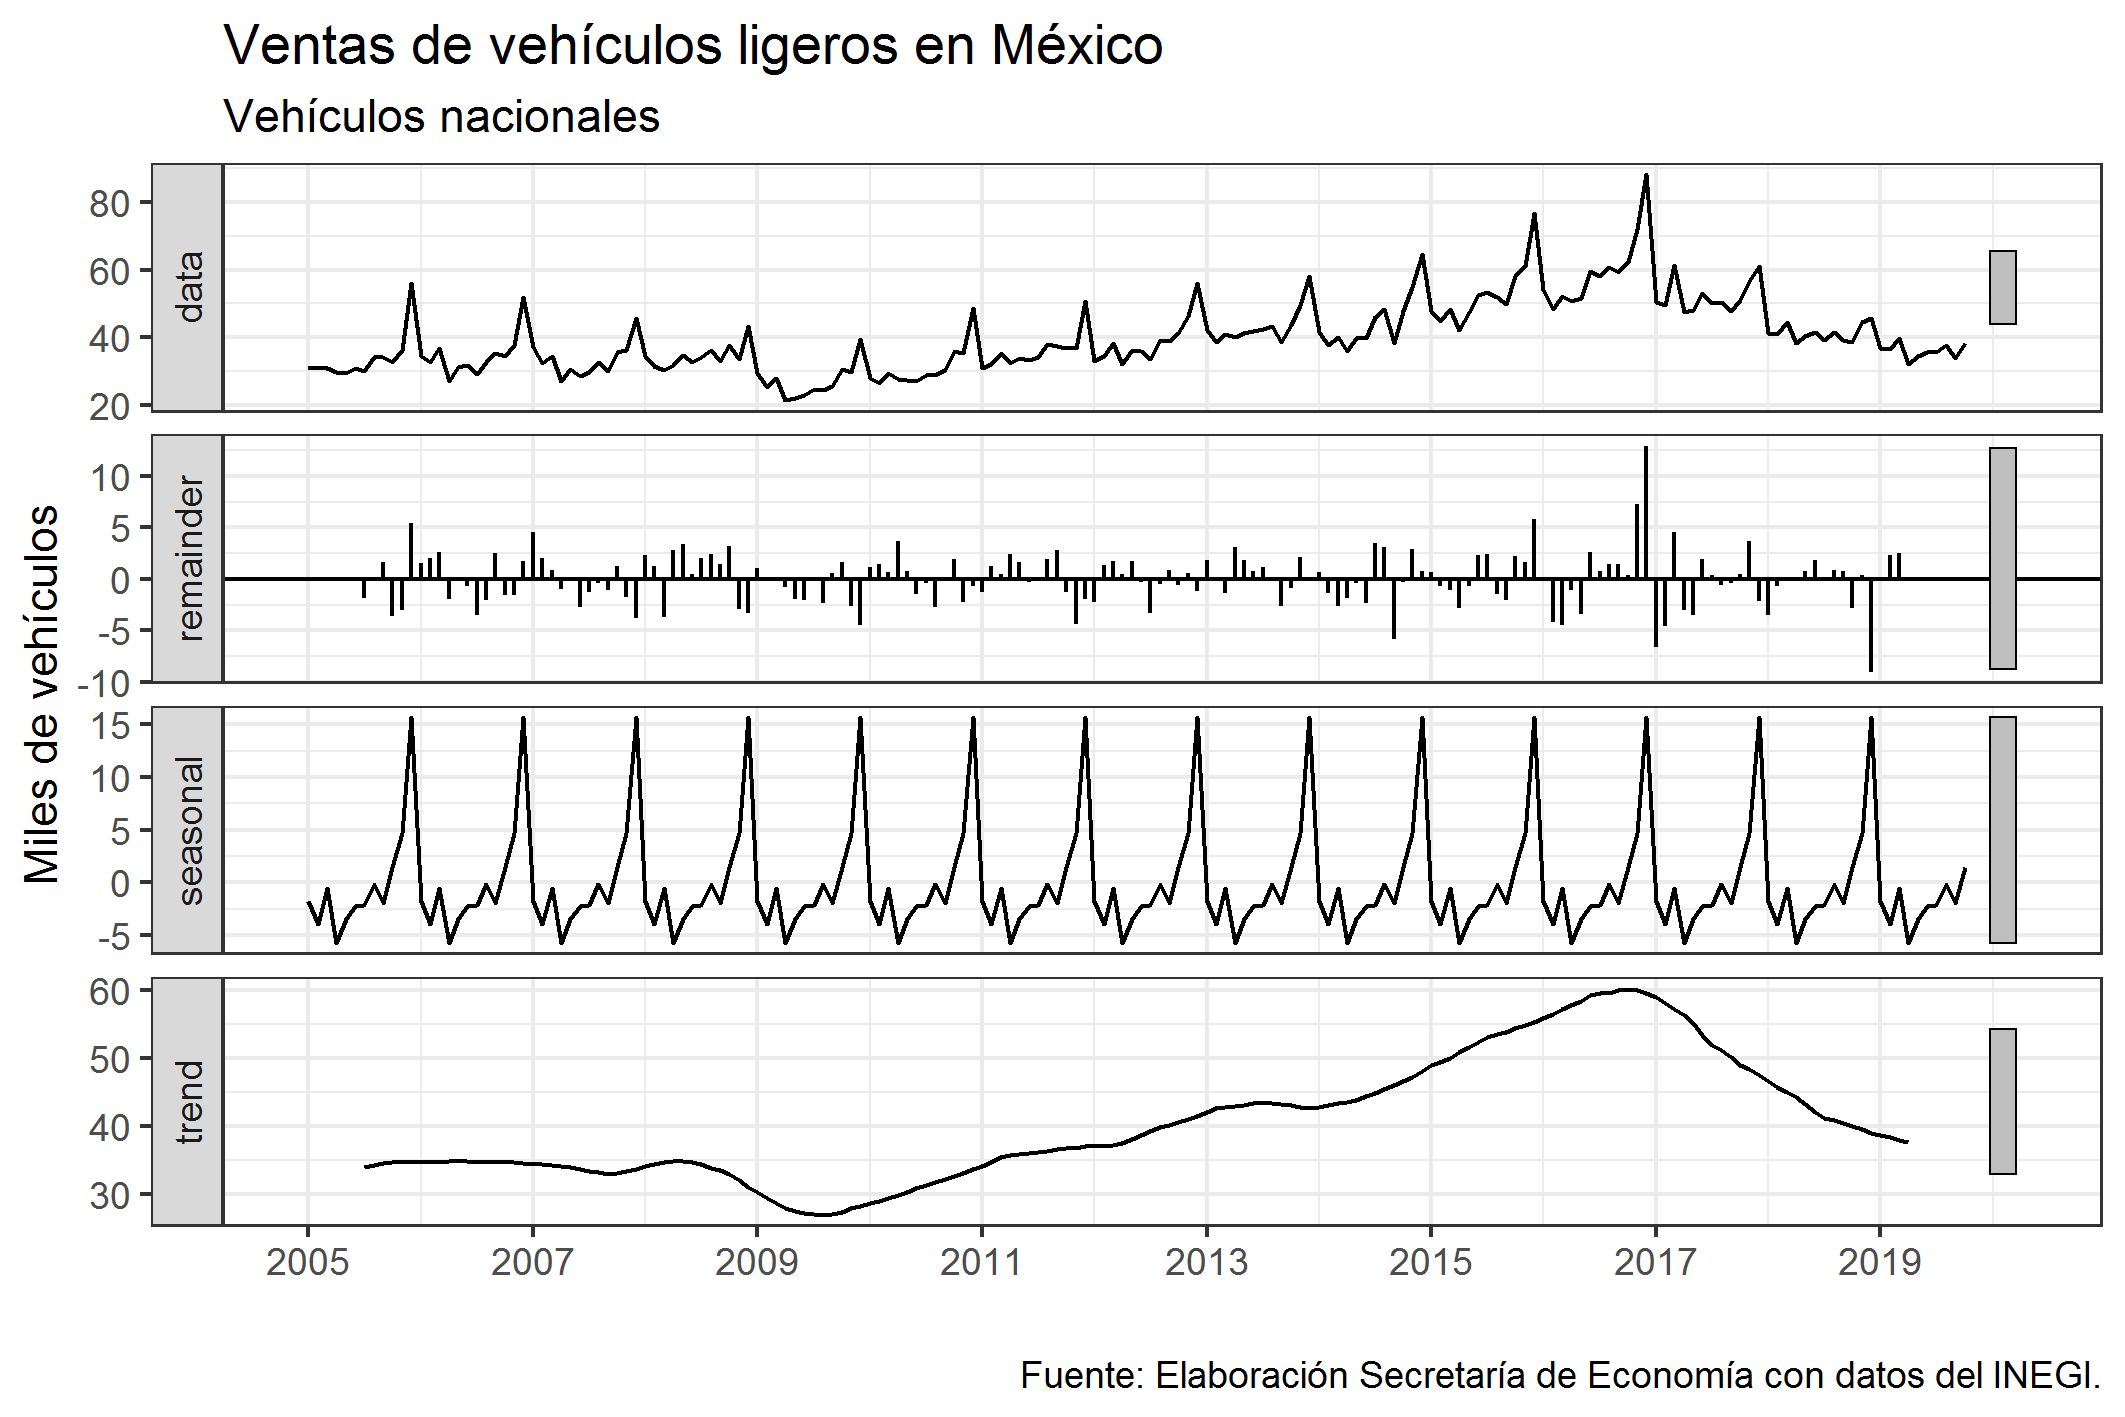 Ventas de vehículos ligeros en México
Vehículos nacionales
Miles de vehículos
data
80
60
40
20
remainder
10
5
0
-5
-10
seasonal
15
10
5
0
-5
trend
60
50
40
30
2005 2007 2009 2011 2013 2015 2017 2019
Fuente: Elaboración Secretaría de Economía con datos del INEGI.